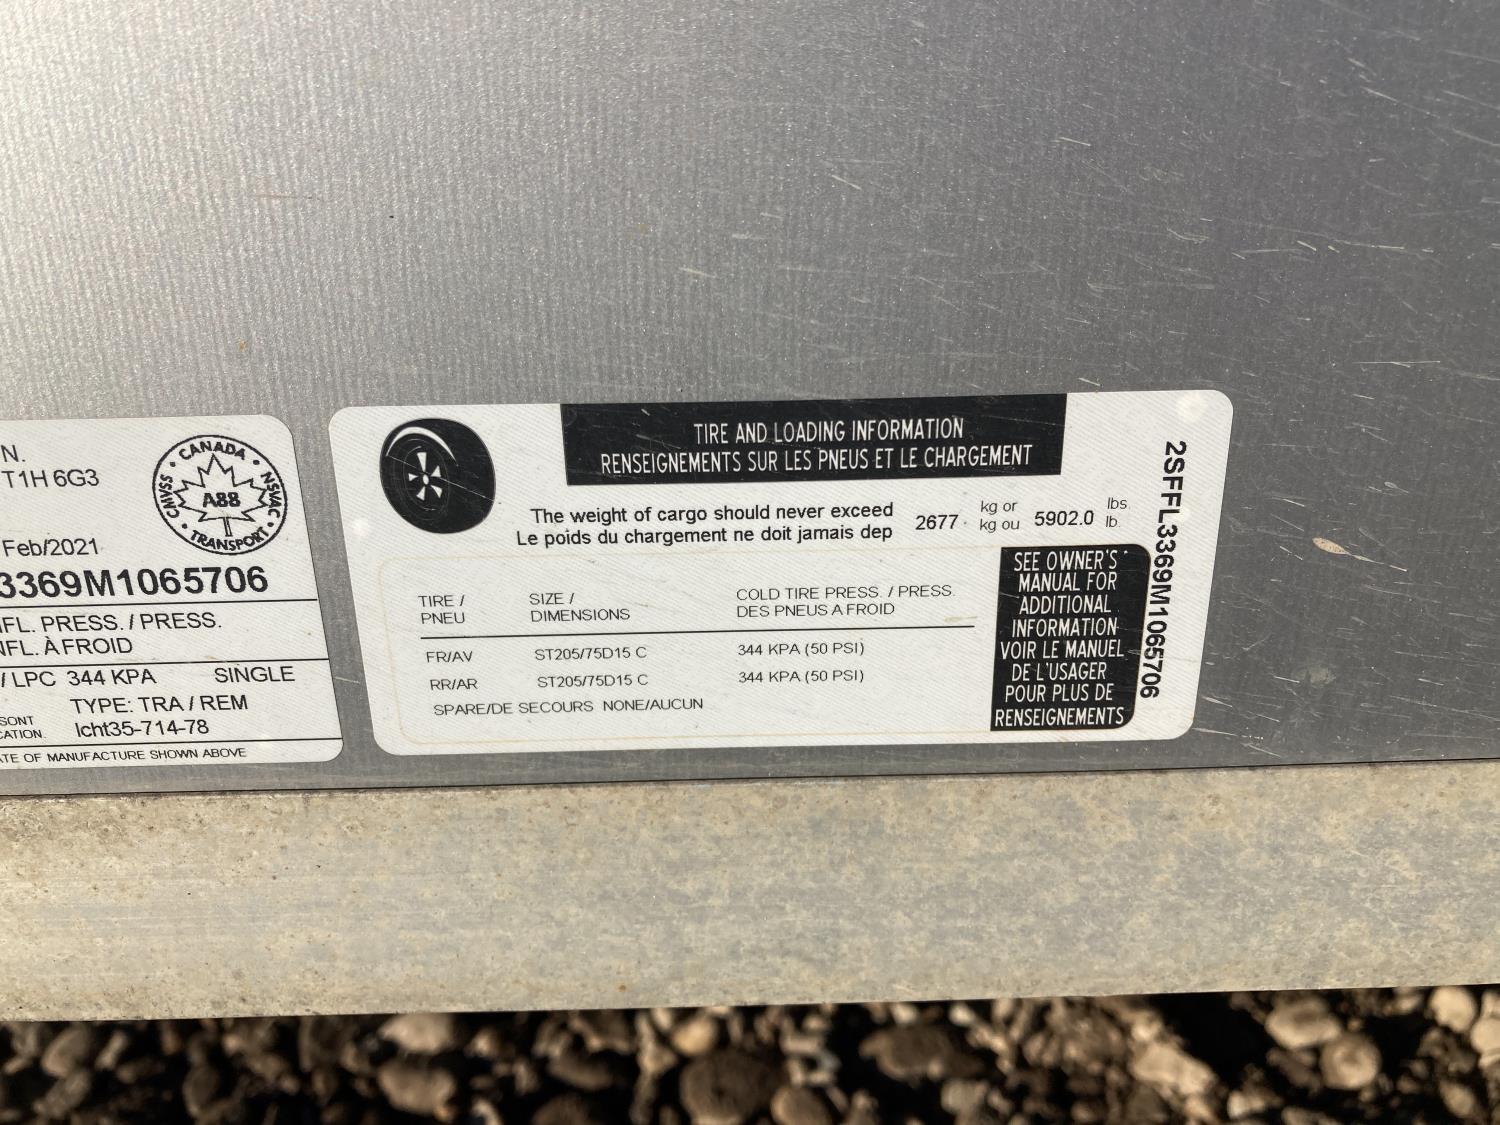 N.
T1H 6G3
CANADA
CMVSS • NSVAC
A88
TRANSPORT
Feb/2021
3369M1065706
NFL. PRESS. / PRESS.
NFL. À FROID
/ LPC 344 KPA SINGLE
TYPE: TRA / REM
SONT
CATION. lcht35-714-78
ATE OF MANUFACTURE SHOWN ABOVE
TIRE AND LOADING INFORMATION
RENSEIGNEMENTS SUR LES PNEUS ET LE CHARGEMENT
The weight of cargo should never exceed
Le poids du chargement ne doit jamais dep
2677 kg or 5902.0 lbs.
kg ou lb.
TIRE / SIZE / COLD TIRE PRESS. / PRESS.
PNEU DIMENSIONS DES PNEUS A FROID
FR/AV ST205/75D15 C 344 KPA (50 PSI)
RR/AR ST205/75D15 C 344 KPA (50 PSI)
SPARE/DE SECOURS NONE/AUCUN
SEE OWNER'S
MANUAL FOR
ADDITIONAL
INFORMATION
VOIR LE MANUEL
DE L'USAGER
POUR PLUS DE
RENSEIGNEMENTS
2SFFL3369M1065706